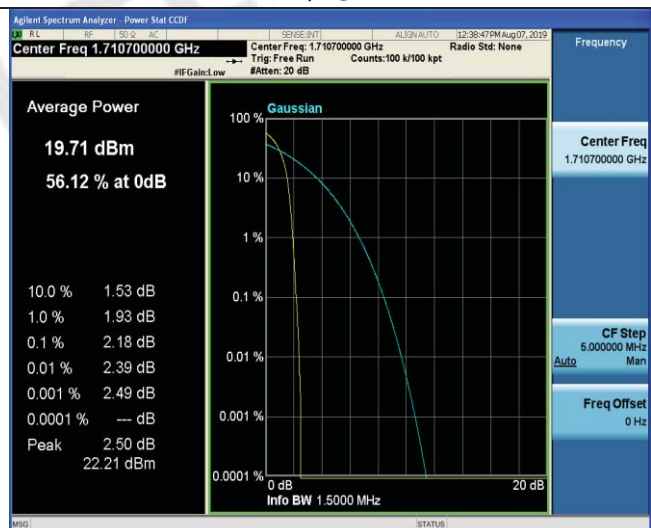 Agilent Spectrum Analyzer - Power Stat CCDF
RL RF 50 Ω AC SENSE:INT ALIGN AUTO 12:38:47 PM Aug 07, 2019
Center Freq 1.710700000 GHz
Center Freq: 1.710700000 GHz Radio Std: None
Trig: Free Run Counts:100 k/100 kpt
#IFGain:Low #Atten: 20 dB
Frequency
Average Power
19.71 dBm
56.12 % at 0dB
10.0 % 1.53 dB
1.0 % 1.93 dB
0.1 % 2.18 dB
0.01 % 2.39 dB
0.001 % 2.49 dB
0.0001 % --- dB
Peak 2.50 dB
22.21 dBm
Gaussian
100 %
10 %
1 %
0.1 %
0.01 %
0.001 %
0.0001 %
0 dB 20 dB
Info BW 1.5000 MHz
Center Freq
1.710700000 GHz
CF Step
5.000000 MHz
Auto Man
Freq Offset
0 Hz
MSG STATUS